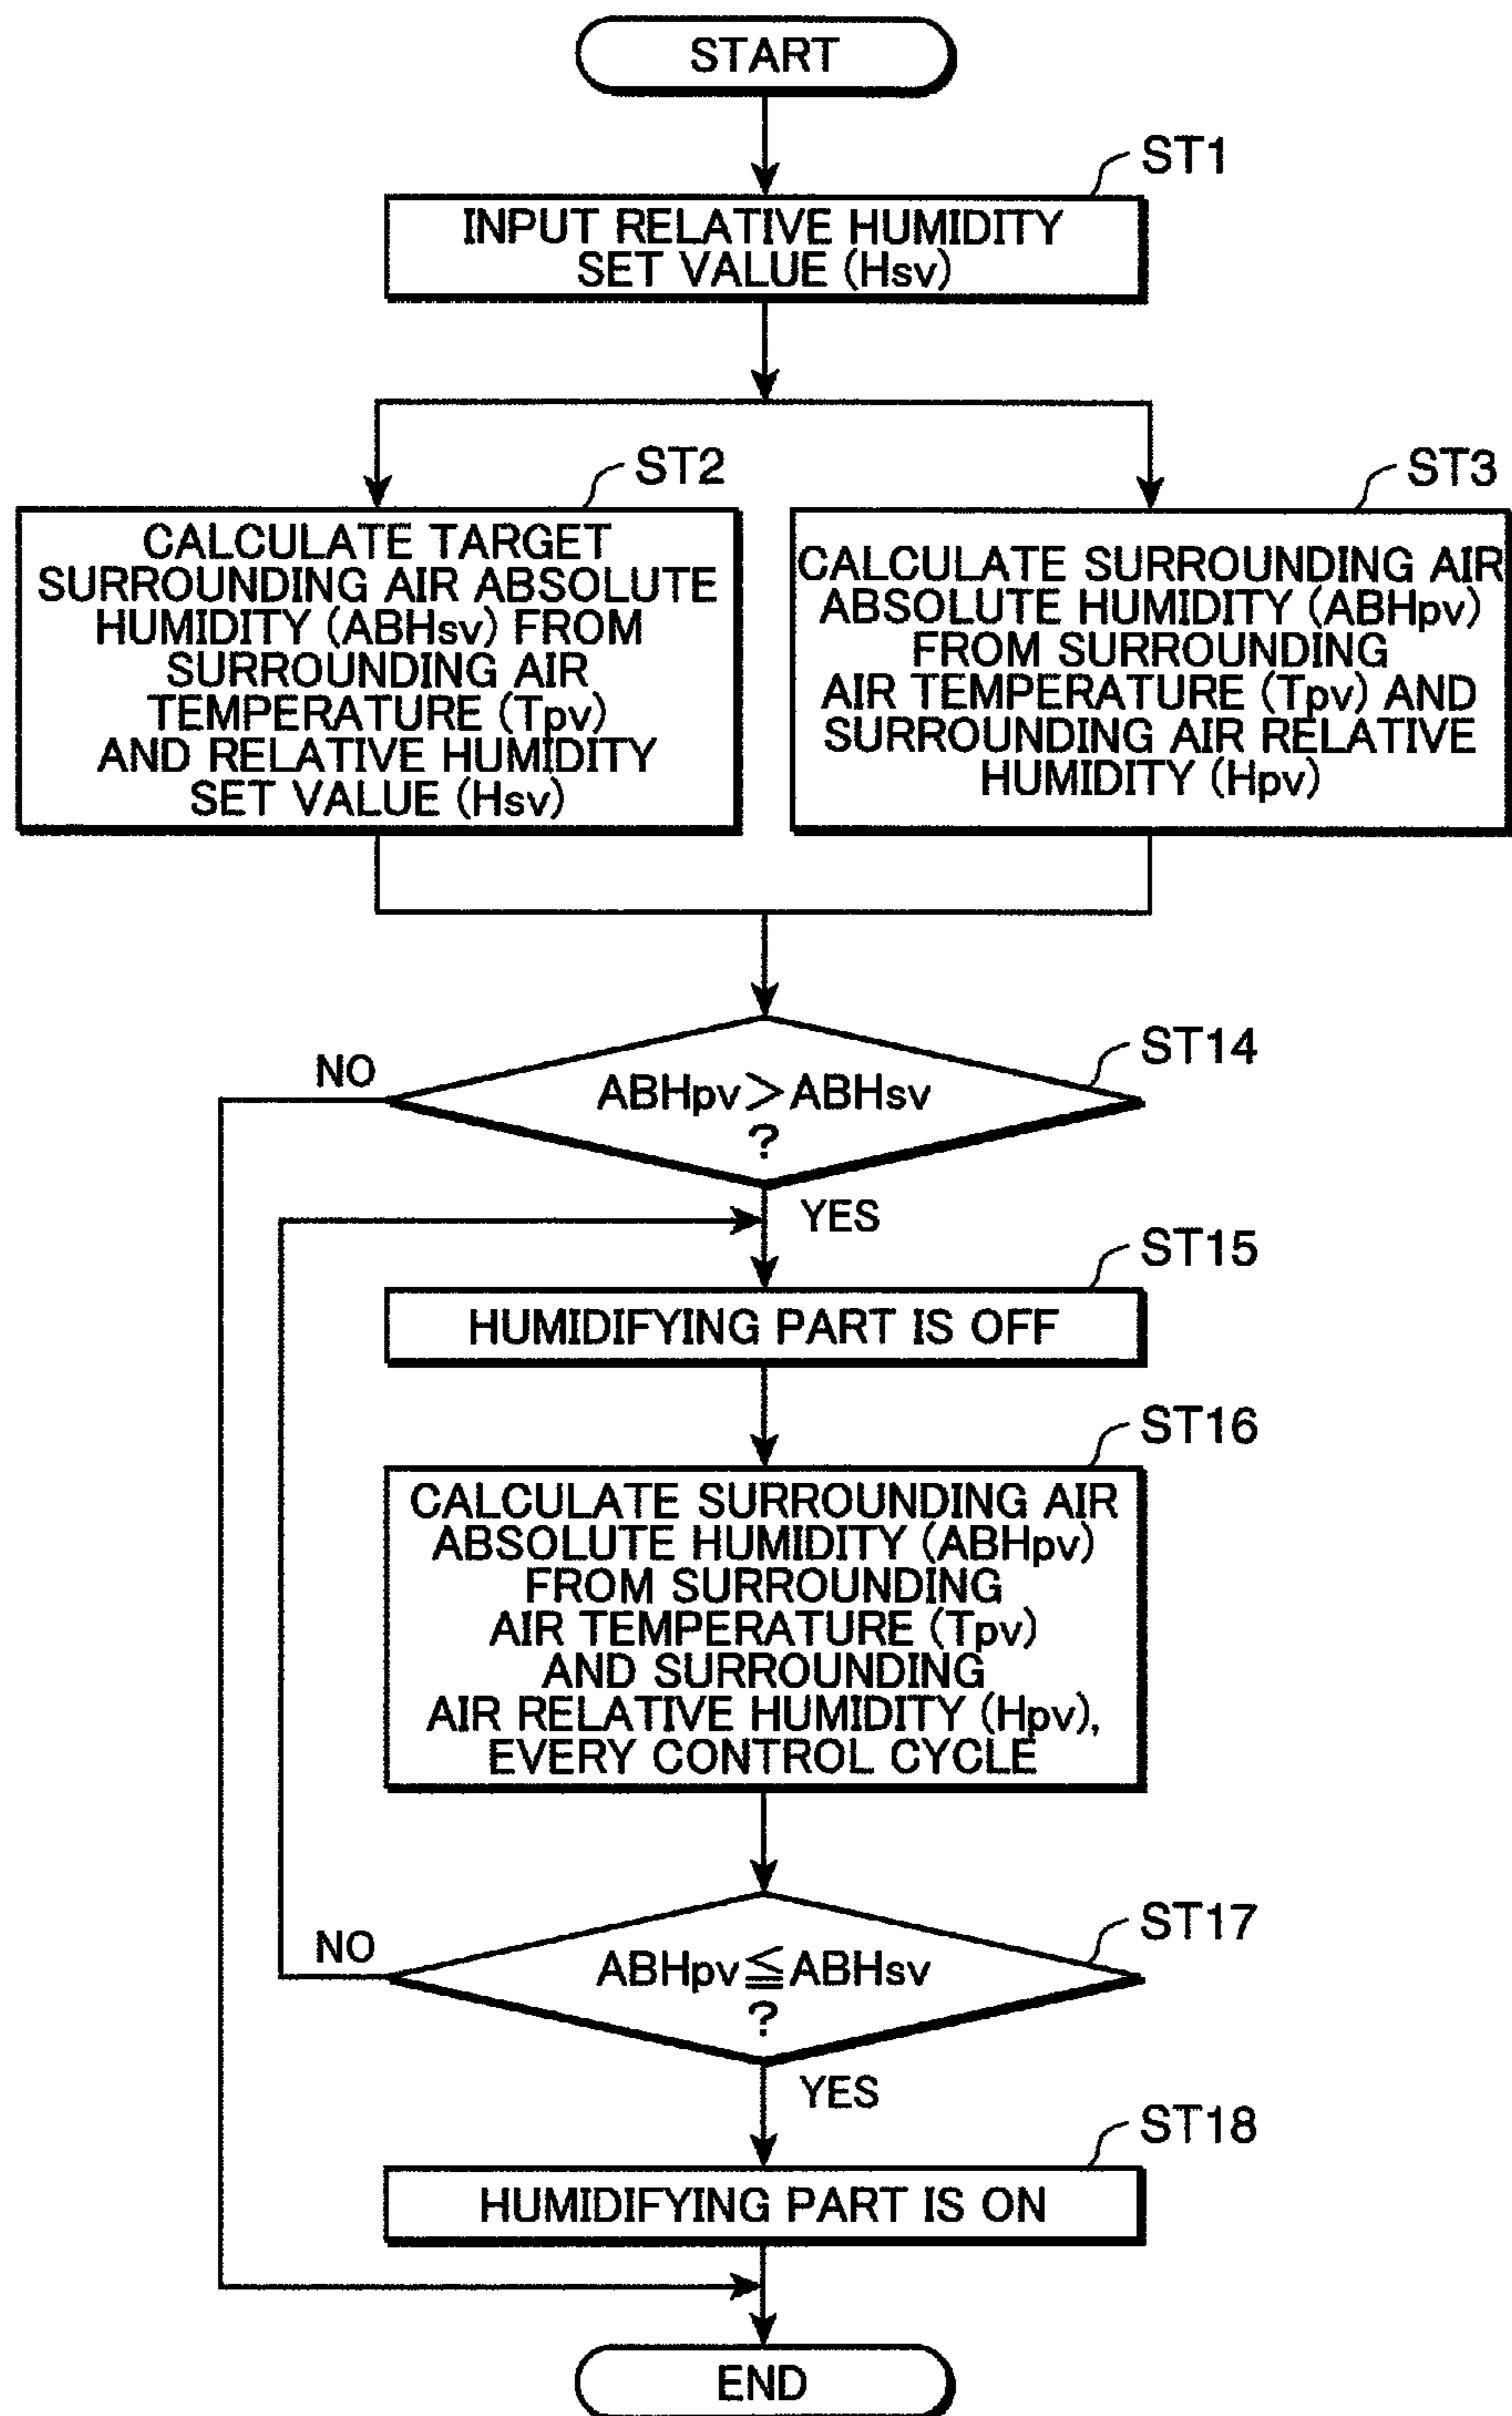 START
ST1
INPUT RELATIVE HUMIDITY
SET VALUE (Hsv)
ST2
CALCULATE TARGET
SURROUNDING AIR ABSOLUTE
HUMIDITY (ABHsv) FROM
SURROUNDING AIR
TEMPERATURE (Tpv)
AND RELATIVE HUMIDITY
SET VALUE (Hsv)
ST3
CALCULATE SURROUNDING AIR
ABSOLUTE HUMIDITY (ABHpv)
FROM SURROUNDING
AIR TEMPERATURE (Tpv) AND
SURROUNDING AIR RELATIVE
HUMIDITY (Hpv)
ST14
NO
ABHpv>ABHsv
?
YES
ST15
HUMIDIFYING PART IS OFF
ST16
CALCULATE SURROUNDING AIR
ABSOLUTE HUMIDITY (ABHpv)
FROM SURROUNDING
AIR TEMPERATURE (Tpv)
AND SURROUNDING
AIR RELATIVE HUMIDITY (Hpv),
EVERY CONTROL CYCLE
ST17
NO
ABHpv≦ABHsv
?
YES
ST18
HUMIDIFYING PART IS ON
END